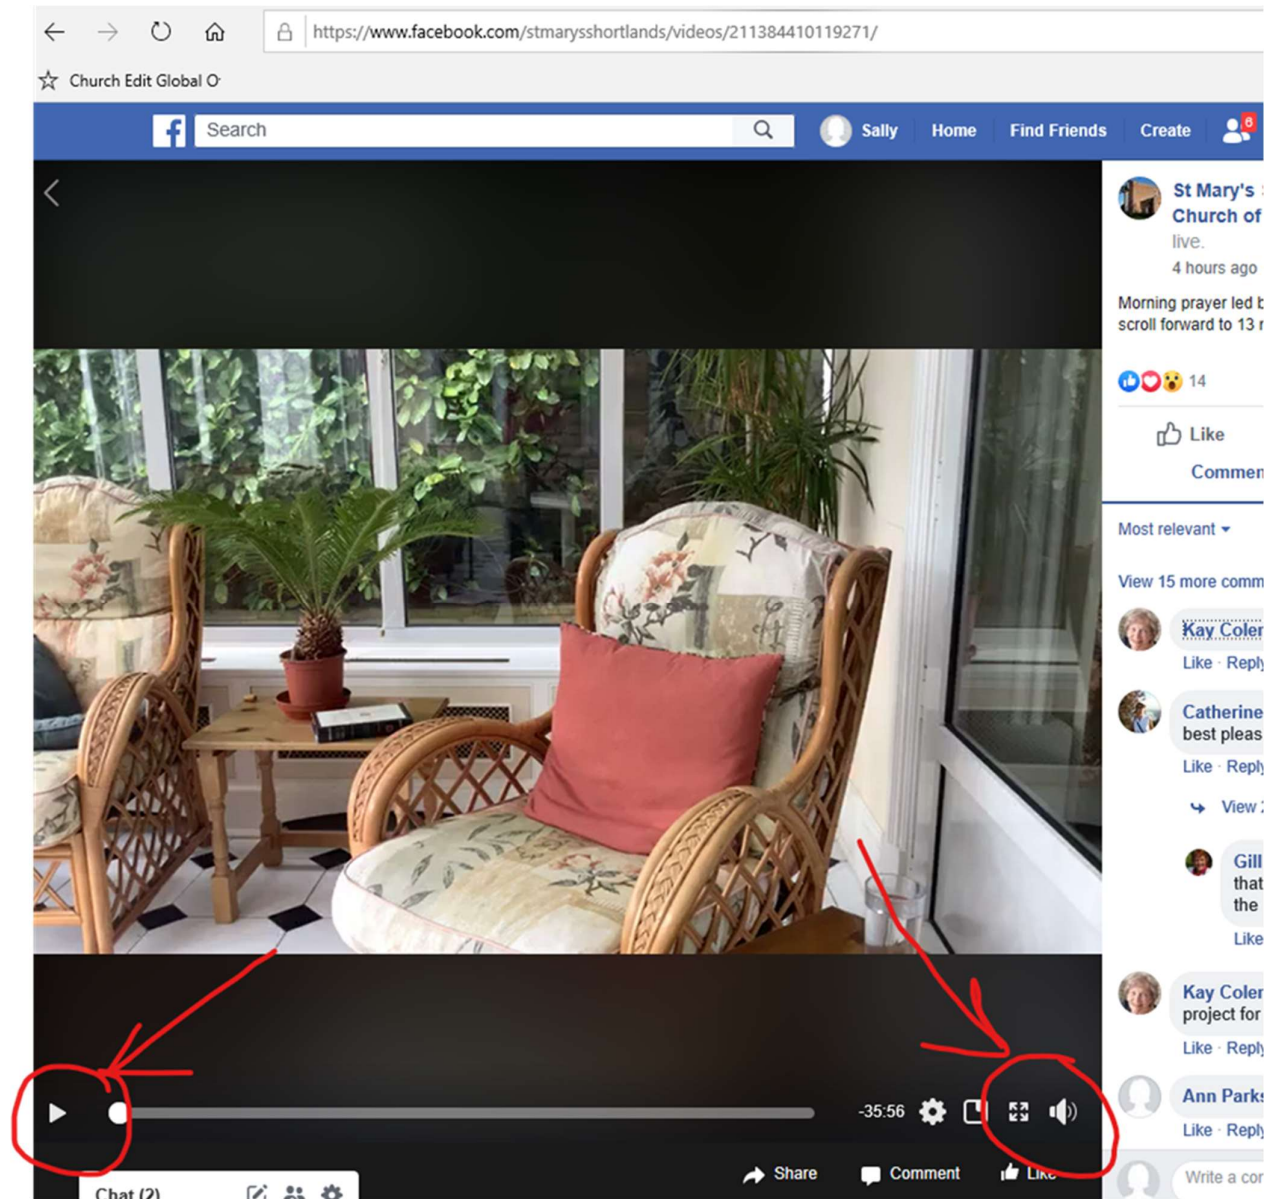 https://www.facebook.com/stmarysshortlands/videos/211384410119271/
Church Edit Global O
f Search Sally Home Find Friends Create 6
St Mary's
Church of
live.
4 hours ago
Morning prayer led
scroll forward to 13
14
Like
Commen
Most relevant
View 15 more comm
Kay Coler
Like · Reply
Catherine
best pleas
Like · Reply
View
Gill
that
the
Like
Kay Coler
project for
Like · Reply
-35:56
Ann Parks
Like · Reply
Share Comment Like
Write a cor
Chat (2)